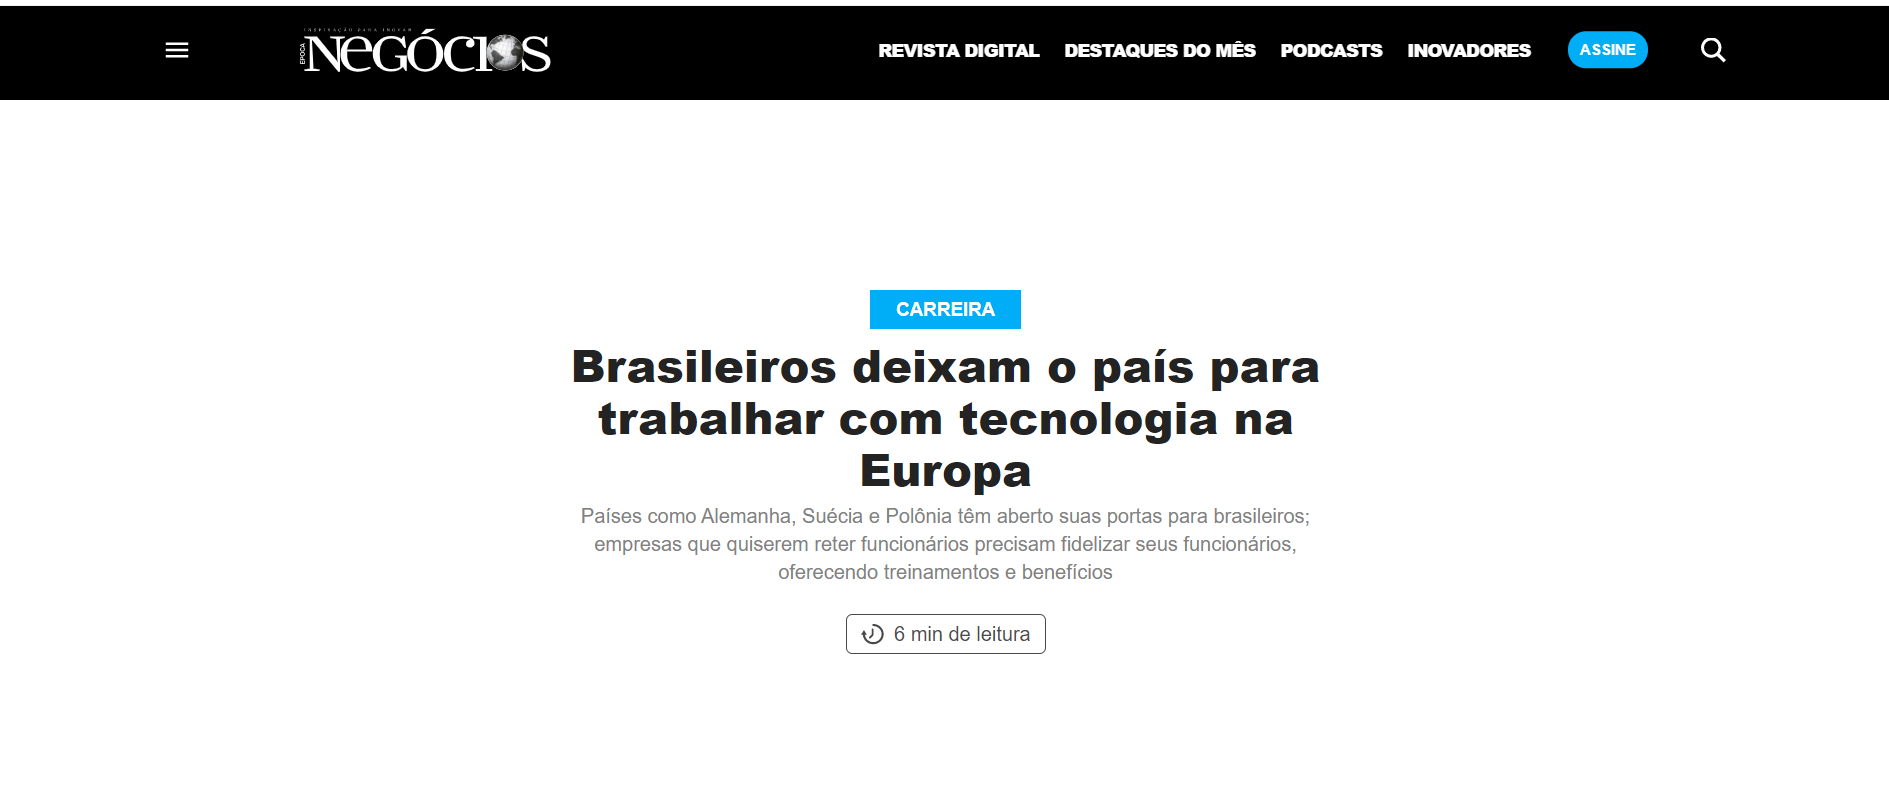 INSPIRAÇÃO PARA INOVAR
ÉPOCA NEGÓCIOS
REVISTA DIGITAL DESTAQUES DO MÊS PODCASTS INOVADORES ASSINE
CARREIRA
Brasileiros deixam o país para
trabalhar com tecnologia na
Europa
Países como Alemanha, Suécia e Polônia têm aberto suas portas para brasileiros;
empresas que quiserem reter funcionários precisam fidelizar seus funcionários,
oferecendo treinamentos e benefícios
6 min de leitura